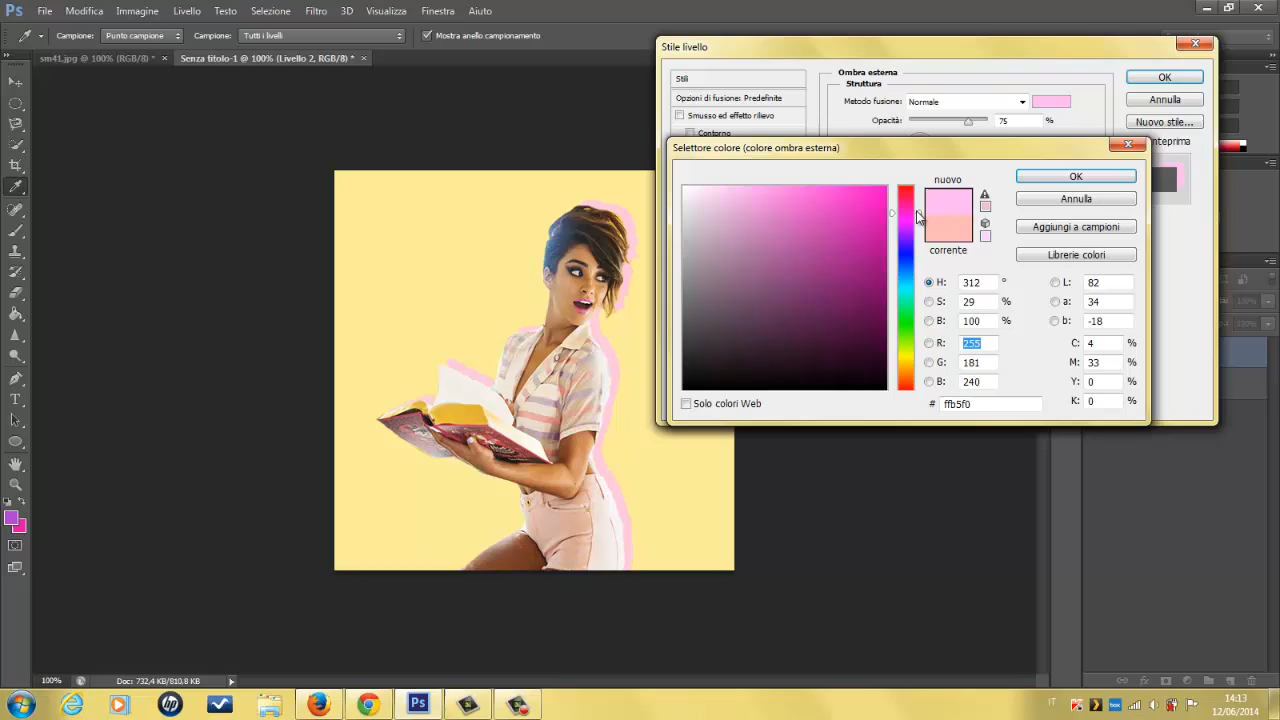 Ps File Modifica Immagine Livello Testo Selezione Filtro 3D Visualizza Finestra Aiuto
Campione: Punto campione Campione: Tutti i livelli Mostra anello campionamento
sm41.jpg @ 100% (RGB/8) * × Senza titolo-1 @ 100% (Livello 2, RGB/8) * ×
Stile livello
Stili
Opzioni di fusione: Predefinite
Smusso ed effetto rilievo
Contorno
Ombra esterna
Struttura
Metodo fusione: Normale
Opacità: 75 %
OK
Annulla
Nuovo stile...
nteprima
Selettore colore (colore ombra esterna)
nuovo
corrente
OK
Annulla
Aggiungi a campioni
Librerie colori
H: 312 ° L: 82
S: 29 % a: 34
B: 100 % b: -18
R: 255 C: 4 %
G: 181 M: 33 %
B: 240 Y: 0 %
# ffb5f0 K: 0 %
Solo colori Web
100% Doc: 732,4 KB/810,8 KB
hp Ps IT 14:13
12/06/2014